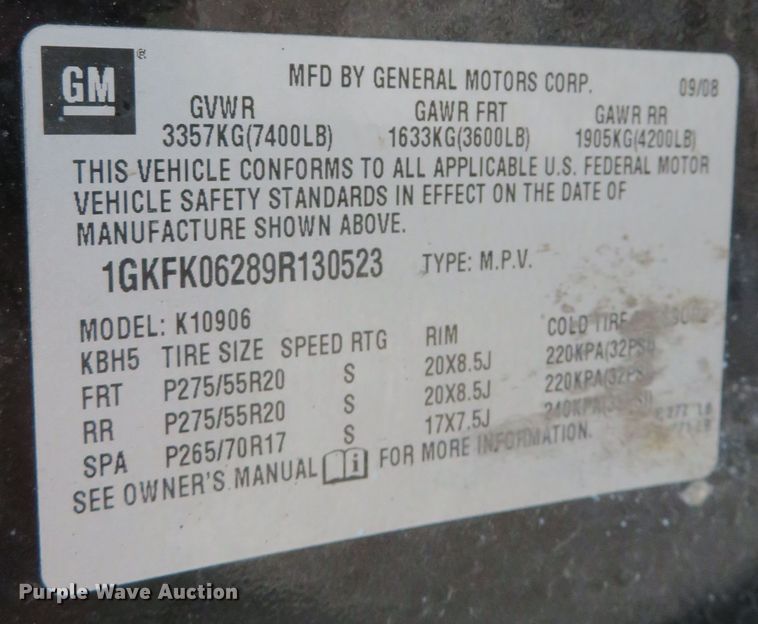 GM ®
MFD BY GENERAL MOTORS CORP. 09/08
GVWR GAWR FRT GAWR RR
3357KG(7400LB) 1633KG(3600LB) 1905KG(4200LB)
THIS VEHICLE CONFORMS TO ALL APPLICABLE U.S. FEDERAL MOTOR
VEHICLE SAFETY STANDARDS IN EFFECT ON THE DATE OF
MANUFACTURE SHOWN ABOVE.
1GKFK06289R130523 TYPE: M.P.V.
MODEL: K10906
KBH5 TIRE SIZE SPEED RTG RIM COLD TIRE
FRT P275/55R20 S 20X8.5J 220KPA(32PSI)
RR P275/55R20 S 20X8.5J 220KPA(32PSI)
SPA P265/70R17 S 17X7.5J
SEE OWNER'S MANUAL i FOR MORE INFORMATION.
Purple Wave Auction